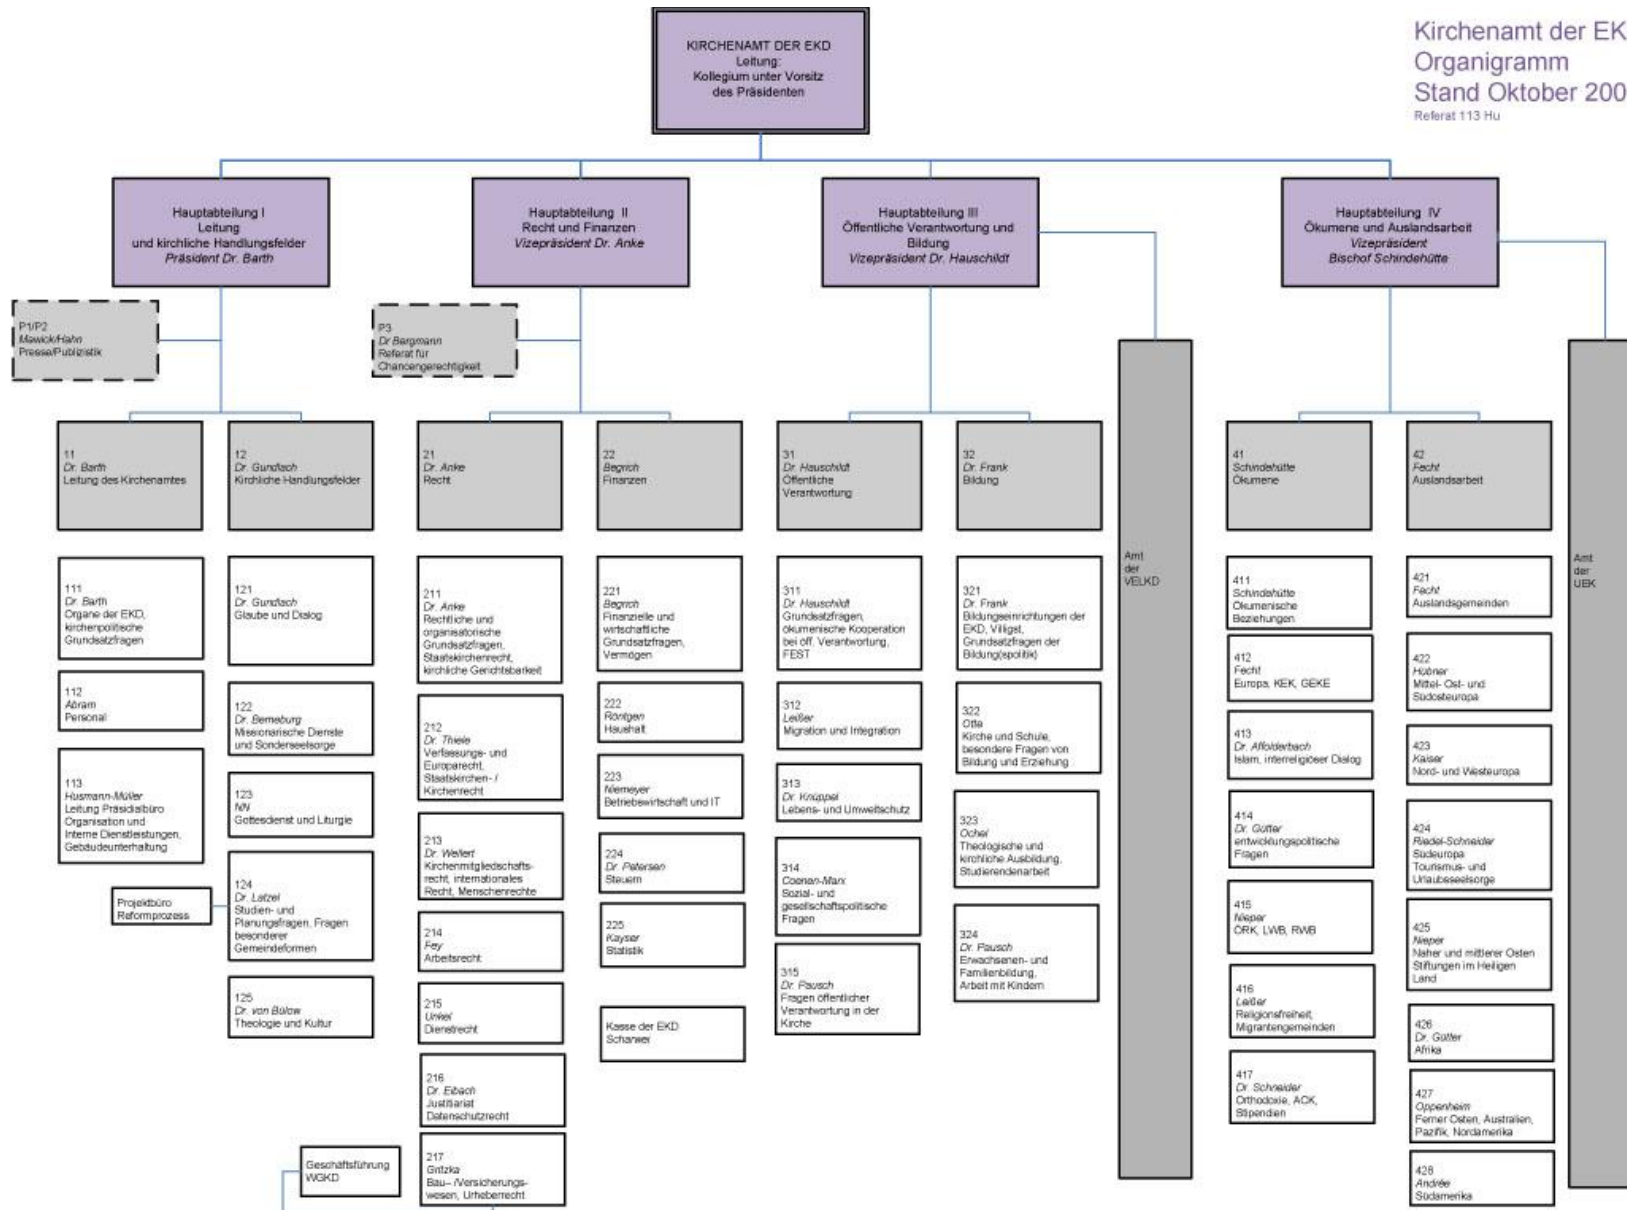 Kirchenamt der EK
Organigramm
Stand Oktober 200
Referat 113 Hu
KIRCHENAMT DER EKD
Leitung:
Kollegium unter Vorsitz
des Präsidenten
Hauptabteilung I
Leitung
und kirchliche Handlungsfelder
Präsident Dr. Barth
Hauptabteilung II
Recht und Finanzen
Vizepräsident Dr. Anke
Hauptabteilung III
Öffentliche Verantwortung und
Bildung
Vizepräsident Dr. Hauschildt
Hauptabteilung IV
Ökumene und Auslandsarbeit
Vizepräsident
Bischof Schindehütte
P1/P2
Mawick/Hahn
Presse/Publizistik
P3
Dr Bergmann
Referat für
Chancengerechtigkeit
11
Dr. Barth
Leitung des Kirchenamtes
12
Dr. Gundlach
Kirchliche Handlungsfelder
21
Dr. Anke
Recht
22
Begrich
Finanzen
31
Dr. Hauschildt
Öffentliche
Verantwortung
32
Dr. Frank
Bildung
Amt
der
VELKD
41
Schindehütte
Ökumene
42
Fecht
Auslandsarbeit
Amt
der
UEK
111
Dr. Barth
Organe der EKD,
kirchenpolitische
Grundsatzfragen
112
Abram
Personal
113
Husmann-Müller
Leitung Präsidialbüro
Organisation und
Interne Dienstleistungen,
Gebäudeunterhaltung
121
Dr. Gundlach
Glaube und Dialog
122
Dr. Berneburg
Missionarische Dienste
und Sonderseelsorge
123
NN
Gottesdienst und Liturgie
124
Dr. Latzel
Studien- und
Planungsfragen, Fragen
besonderer
Gemeindeformen
Projektbüro
Reformprozess
125
Dr. von Bülow
Theologie und Kultur
211
Dr. Anke
Rechtliche und
organisatorische
Grundsatzfragen,
Staatskirchenrecht,
kirchliche Gerichtsbarkeit
212
Dr. Thiele
Verfassungs- und
Europarecht,
Staatskirchen- /
Kirchenrecht
213
Dr. Weilert
Kirchenmitgliedschafts-
recht, internationales
Recht, Menschenrechte
214
Fey
Arbeitsrecht
215
Unkel
Dienstrecht
216
Dr. Eibach
Justitiariat
Datenschutzrecht
217
Gritzka
Bau– /Versicherungs-
wesen, Urheberrecht
Geschäftsführung
WGKD
221
Begrich
Finanzielle und
wirtschaftliche
Grundsatzfragen,
Vermögen
222
Röntgen
Haushalt
223
Niemeyer
Betriebswirtschaft und IT
224
Dr. Petersen
Steuern
225
Kayser
Statistik
Kasse der EKD
Scharwei
311
Dr. Hauschildt
Grundsatzfragen,
ökumenische Kooperation
bei öff. Verantwortung,
FEST
312
Leißer
Migration und Integration
313
Dr. Knüppel
Lebens- und Umweltschutz
314
Coenen-Marx
Sozial- und
gesellschaftspolitische
Fragen
315
Dr. Pausch
Fragen öffentlicher
Verantwortung in der
Kirche
321
Dr. Frank
Bildungseinrichtungen der
EKD, Villigst,
Grundsatzfragen der
Bildung(spolitik)
322
Otte
Kirche und Schule,
besondere Fragen von
Bildung und Erziehung
323
Ochel
Theologische und
kirchliche Ausbildung,
Studierendenarbeit
324
Dr. Pausch
Erwachsenen- und
Familienbildung,
Arbeit mit Kindern
411
Schindehütte
Ökumenische
Beziehungen
412
Fecht
Europa, KEK, GEKE
413
Dr. Affolderbach
Islam, interreligiöser Dialog
414
Dr. Gütter
entwicklungspolitische
Fragen
415
Nieper
ÖRK, LWB, RWB
416
Leißer
Religionsfreiheit,
Migrantengemeinden
417
Dr. Schneider
Orthodoxie, ACK,
Stipendien
421
Fecht
Auslandsgemeinden
422
Hübner
Mittel- Ost- und
Südosteuropa
423
Kaiser
Nord- und Westeuropa
424
Riedel-Schneider
Südeuropa
Tourismus- und
Urlaubsseelsorge
425
Nieper
Naher und mittlerer Osten
Stiftungen im Heiligen
Land
426
Dr. Gütter
Afrika
427
Oppenheim
Ferner Osten, Australien,
Pazifik, Nordamerika
428
Andrée
Südamerika